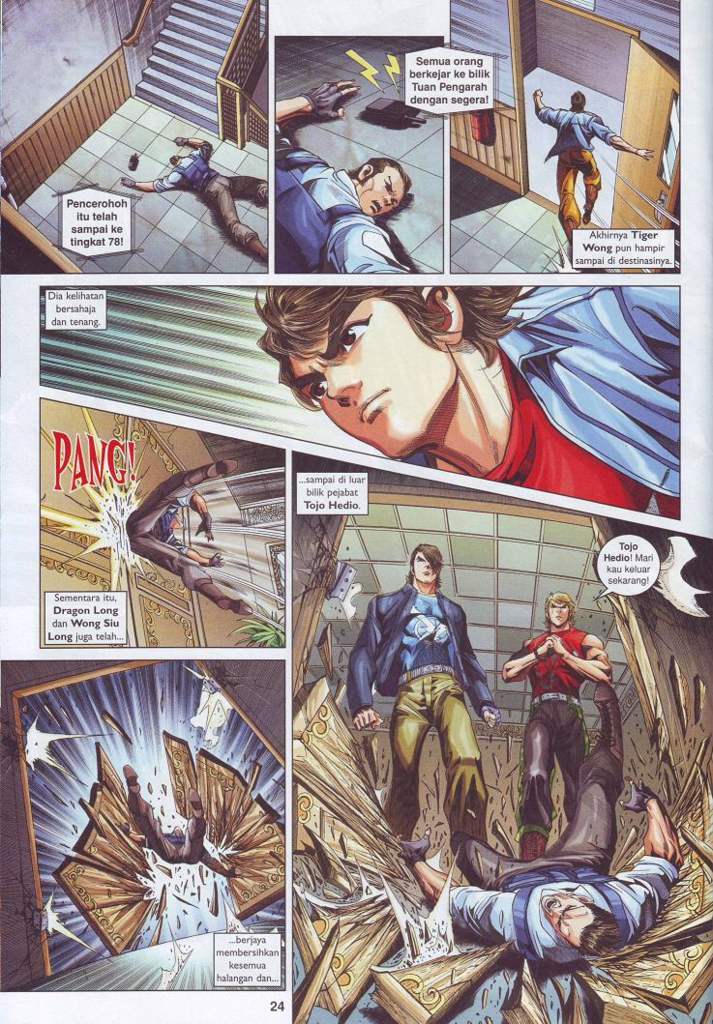 Pencerohoh
itu telah
sampai ke
tingkat 78!
Semua orang
berkejar ke bilik
Tuan Pengarah
dengan segera!
Akhirnya Tiger
Wong pun hampir
sampai di destinasinya.
Dia kelihatan
bersahaja
dan tenang.
PANG!
Sementara itu,
Dragon Long
dan Wong Siu
Long juga telah...
...berjaya
membersihkan
kesemua
halangan dan...
...sampai di luar
bilik pejabat
Tojo Hedio.
Tojo
Hedio! Mari
kau keluar
sekarang!
24